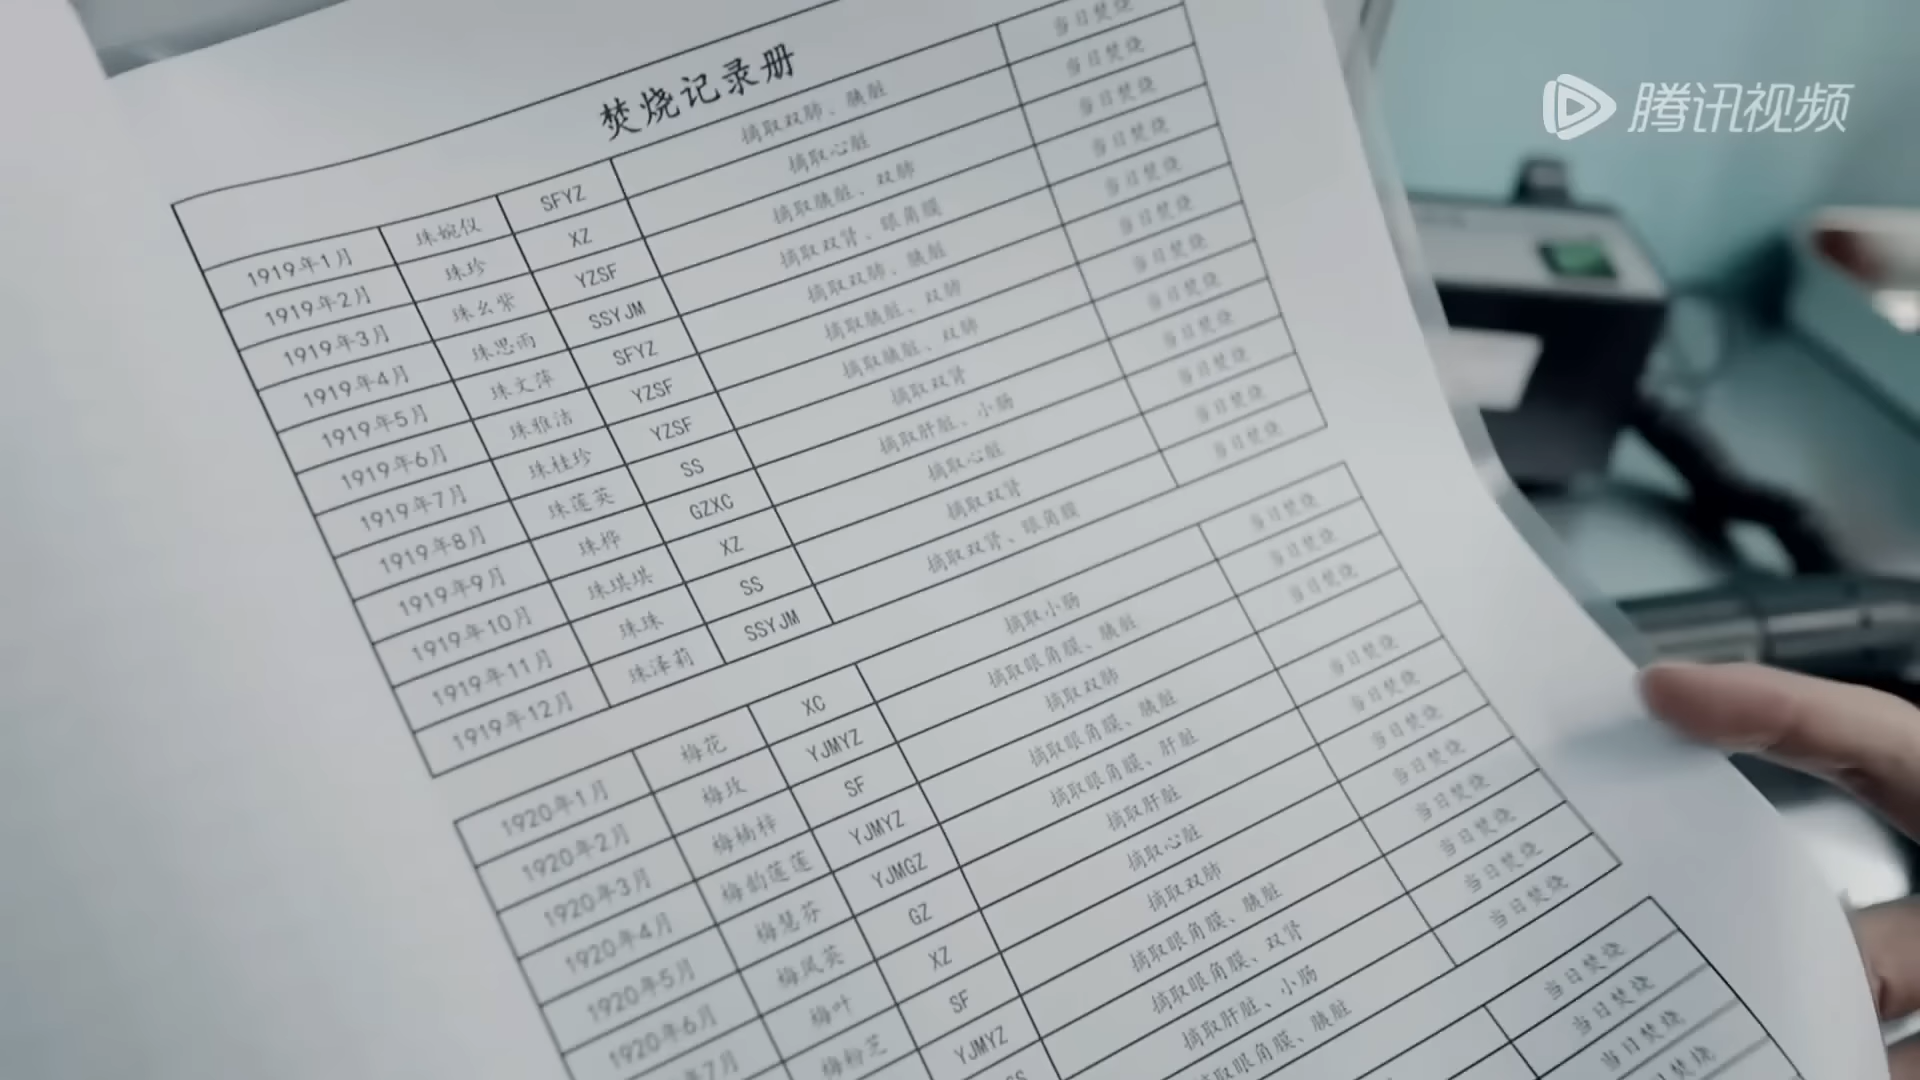 焚烧记录册
1919年1月 珠婉仪 SFYZ 摘取双肺、胰脏 当日焚烧
1919年2月 珠珍 XZ 摘取心脏 当日焚烧
1919年3月 珠幺紫 YZSF 摘取胰脏、双肺 当日焚烧
1919年4月 珠思雨 SSYJM 摘取双肾、眼角膜 当日焚烧
1919年5月 珠文萍 SFYZ 摘取双肺、胰脏 当日焚烧
1919年6月 珠雅洁 YZSF 摘取胰脏、双肺 当日焚烧
1919年7月 珠桂珍 YZSF 摘取胰脏、双肺 当日焚烧
1919年8月 珠莲英 SS 摘取双肾 当日焚烧
1919年9月 珠桦 GZXC 摘取肝脏、小肠 当日焚烧
1919年10月 珠琪琪 XZ 摘取心脏 当日焚烧
1919年11月 珠珠 SS 摘取双肾 当日焚烧
1919年12月 珠泽莉 SSYJM 摘取双肾、眼角膜 当日焚烧
1920年1月 梅花 XC 摘取小肠 当日焚烧
1920年2月 梅玫 YJMYZ 摘取眼角膜、胰脏 当日焚烧
1920年3月 梅楠梓 SF 摘取双肺 当日焚烧
1920年4月 梅韵莲莲 YJMYZ 摘取眼角膜、胰脏
1920年5月 梅慧芬 YJMGZ 摘取眼角膜、肝脏 当日焚烧
1920年6月 梅凤英 GZ 摘取肝脏 当日焚烧
7月 梅叶 XZ 摘取心脏 当日焚烧
梅粉芝 SF 摘取双肺 当日焚烧
YJMYZ 摘取眼角膜、胰脏 当日焚烧
摘取眼角膜、双肾 当日焚烧
摘取肝脏、小肠 当日焚烧
取眼角膜、胰脏 当日焚烧
当日焚烧
当日焚烧
当日焚烧
当日焚烧
腾讯视频